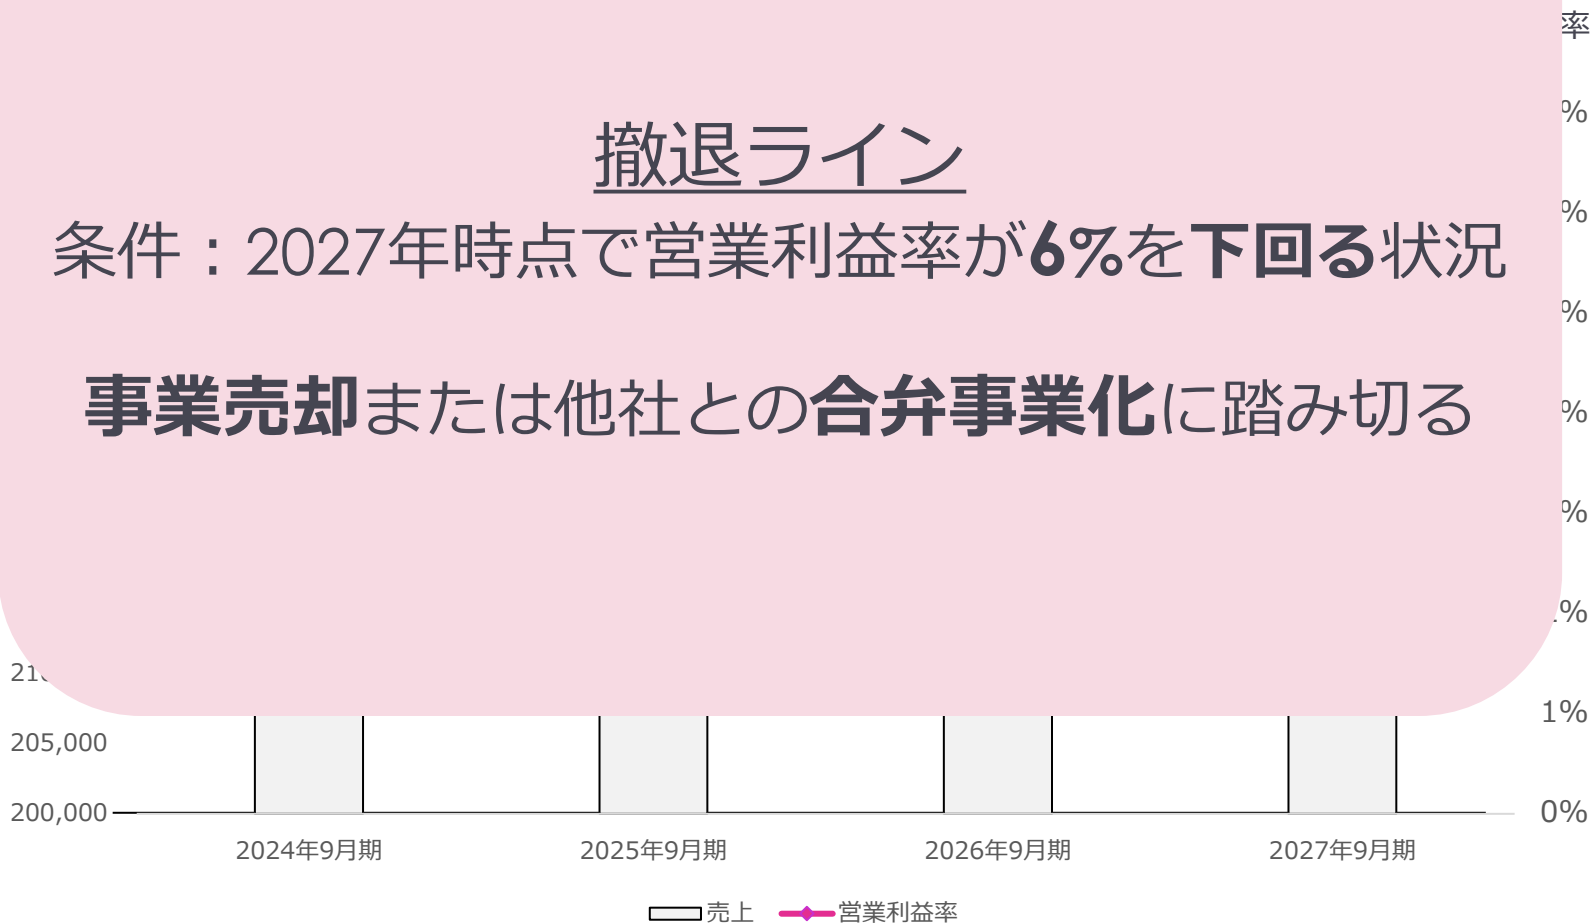 率
撤退ライン
条件：2027年時点で営業利益率が6%を下回る状況
事業売却または他社との合弁事業化に踏み切る
%
%
%
%
%
%
1%
0%
205,000
200,000
2024年9月期
2025年9月期
2026年9月期
2027年9月期
売上
営業利益率